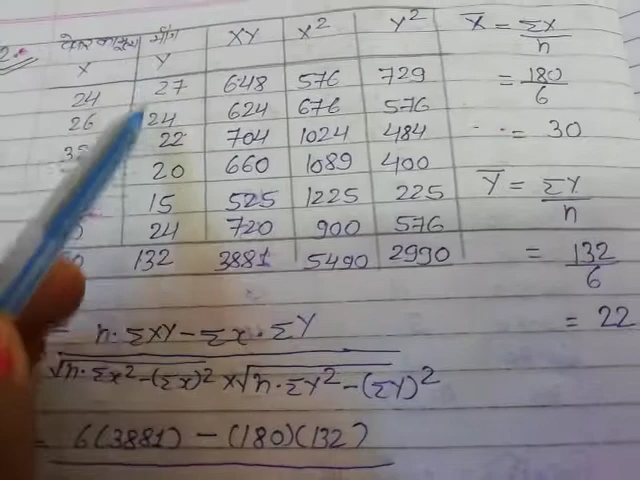 2.
चेयर का मूल्य माँग XY X² Y² X̅ = ΣX/n
X Y
24 27 648 576 729 = 180/6
26 24 624 676 576 = 30
22 704 1024 484
20 660 1089 400 Y̅ = ΣY/n
15 525 1225 225
24 720 900 576
132 3881 5490 2990 = 132/6
= 22
= n·ΣXY-Σx·ΣY
√n·Σx²-(Σx)² x√n·ΣY²-(ΣY)²
= 6(3881) - (180)(132)